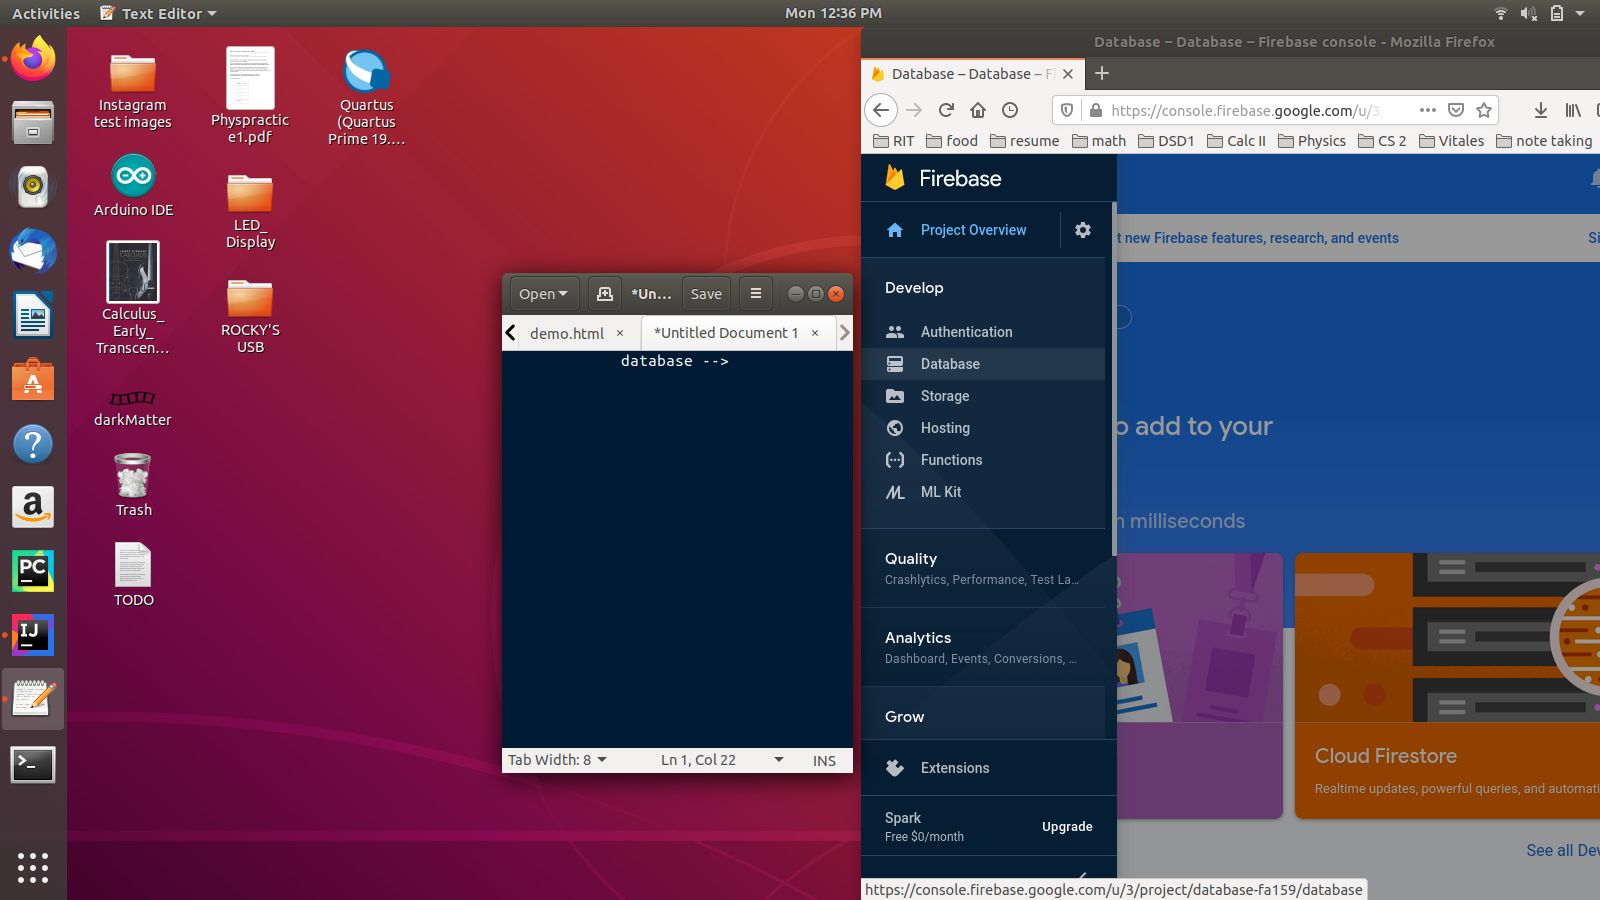 Activities
Text Editor
Mon 12:36 PM
Instagram
test images
Physpractic
e1.pdf
Quartus
(Quartus
Prime 19....
Arduino IDE
LED_
Display
Calculus_
Early_
Transcen...
ROCKY'S
USB
darkMatter
Trash
TODO
Open
*Un...
Save
demo.html
*Untitled Document 1
database -->
Tab Width: 8
Ln 1, Col 22
INS
Database – Database – Firebase console - Mozilla Firefox
Database – Database – Fi
https://console.firebase.google.com/u/3
RIT
food
resume
math
DSD1
Calc II
Physics
CS 2
Vitales
note taking
Firebase
Project Overview
t new Firebase features, research, and events
Si
Develop
Authentication
Database
Storage
Hosting
Functions
ML Kit
o add to your
n milliseconds
Quality
Crashlytics, Performance, Test La...
Analytics
Dashboard, Events, Conversions, ...
Grow
Extensions
Cloud Firestore
Realtime updates, powerful queries, and automati
Spark
Free $0/month
Upgrade
See all Dev
https://console.firebase.google.com/u/3/project/database-fa159/database